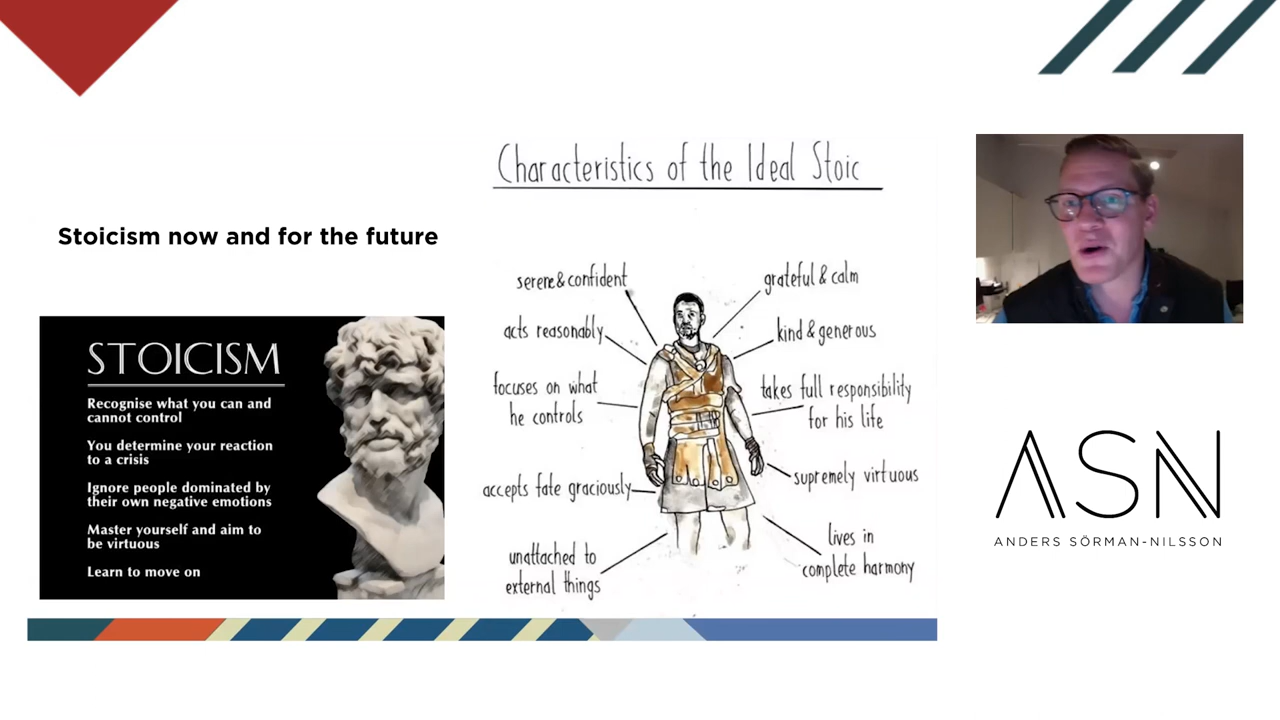 Stoicism now and for the future
STOICISM
Recognise what you can and
cannot control
You determine your reaction
to a crisis
Ignore people dominated by
their own negative emotions
Master yourself and aim to
be virtuous
Learn to move on
Characteristics of the Ideal Stoic
serene & confident
acts reasonably
focuses on what
he controls
accepts fate graciously
unattached to
external things
grateful & calm
kind & generous
takes full responsibility
for his life
supremely virtuous
lives in
complete harmony
ASN
ANDERS SÖRMAN-NILSSON